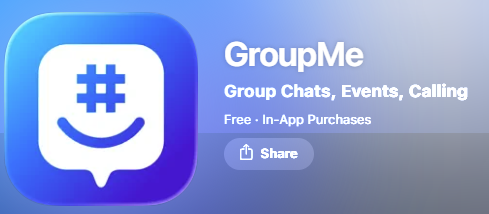 GroupMe
Group Chats, Events, Calling
Free · In-App Purchases
Share